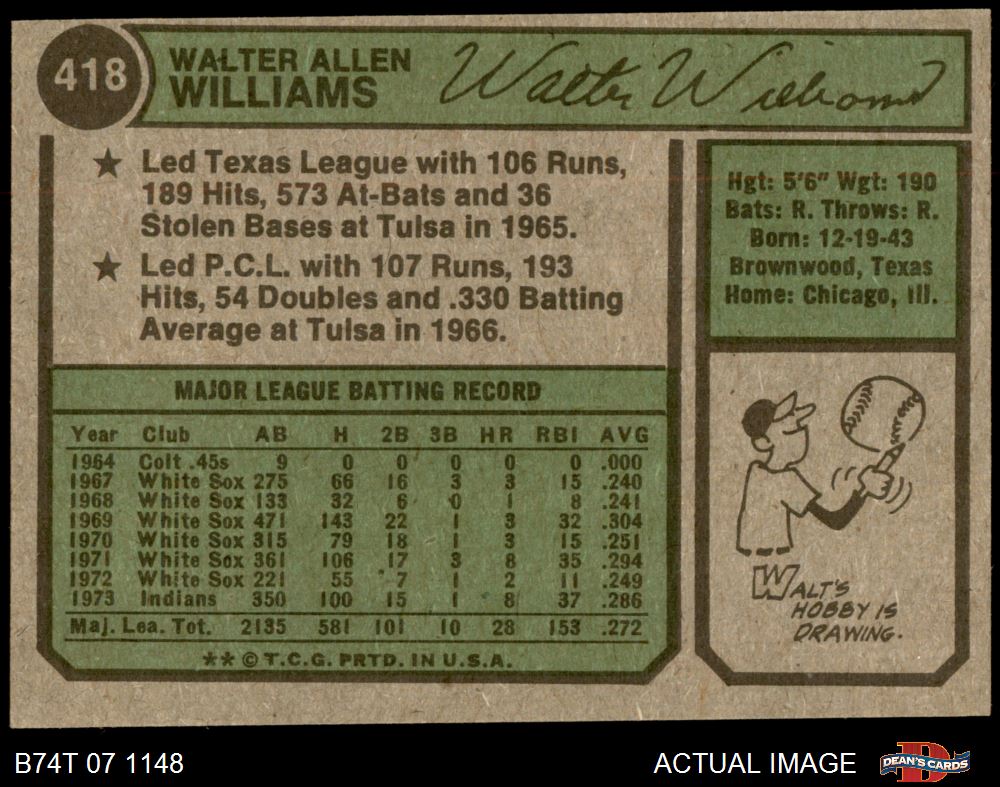 418
WALTER ALLEN
WILLIAMS
Walter Williams
★ Led Texas League with 106 Runs,
189 Hits, 573 At-Bats and 36
Stolen Bases at Tulsa in 1965.
★ Led P.C.L. with 107 Runs, 193
Hits, 54 Doubles and .330 Batting
Average at Tulsa in 1966.
Hgt: 5'6" Wgt: 190
Bats: R. Throws: R.
Born: 12-19-43
Brownwood, Texas
Home: Chicago, Ill.
MAJOR LEAGUE BATTING RECORD
Year Club AB H 2B 3B HR RBI AVG
1964 Colt .45s 9 0 0 0 0 0 .000
1967 White Sox 275 66 16 3 3 15 .240
1968 White Sox 133 32 6 0 1 8 .241
1969 White Sox 471 143 22 1 3 32 .304
1970 White Sox 315 79 18 1 3 15 .251
1971 White Sox 361 106 17 3 8 35 .294
1972 White Sox 221 55 7 1 2 11 .249
1973 Indians 350 100 15 1 8 37 .286
Maj. Lea. Tot. 2135 581 101 10 28 153 .272
** © T.C.G. PRTD. IN U.S.A.
WALT'S
HOBBY IS
DRAWING.
B74T 07 1148
ACTUAL IMAGE
DEAN'S CARDS